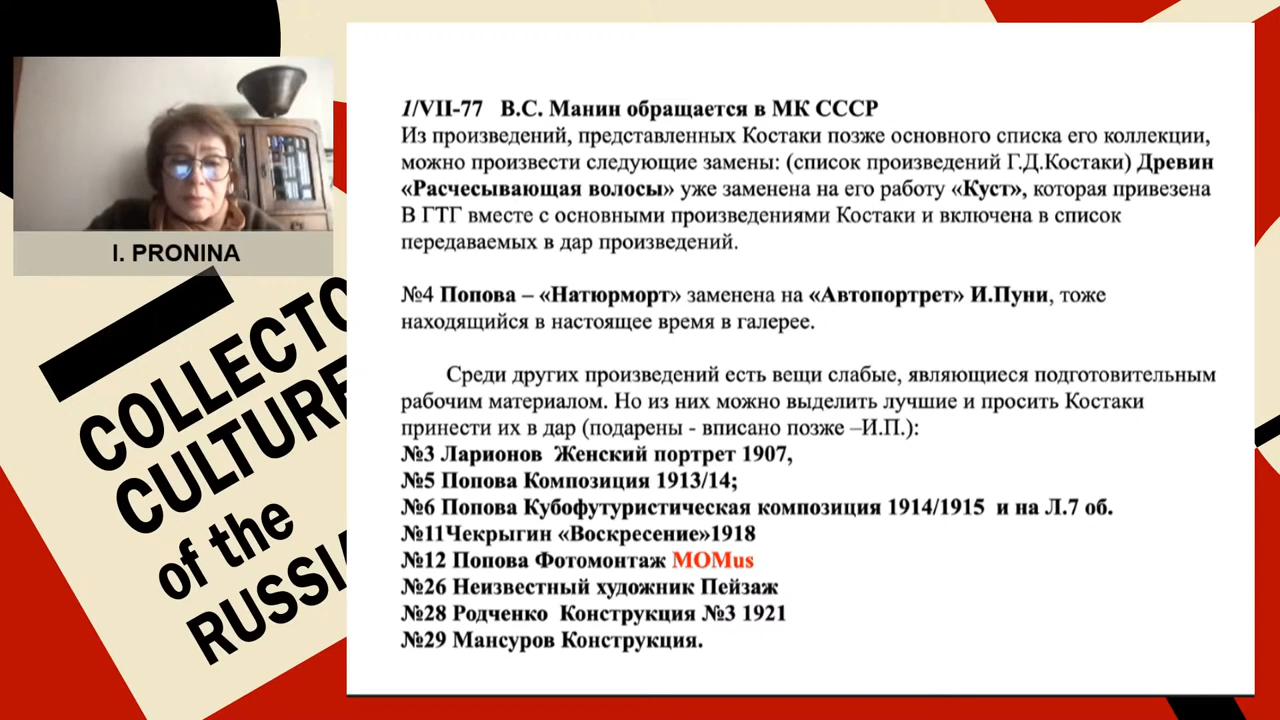 I. PRONINA
COLLECTO
CULTURE
of the
RUSSIA
1/VII-77 В.С. Манин обращается в МК СССР
Из произведений, представленных Костаки позже основного списка его коллекции,
можно произвести следующие замены: (список произведений Г.Д.Костаки) Древин
«Расчесывающая волосы» уже заменена на его работу «Куст», которая привезена
В ГТГ вместе с основными произведениями Костаки и включена в список
передаваемых в дар произведений.
№4 Попова – «Натюрморт» заменена на «Автопортрет» И.Пуни, тоже
находящийся в настоящее время в галерее.
Среди других произведений есть вещи слабые, являющиеся подготовительным
рабочим материалом. Но из них можно выделить лучшие и просить Костаки
принести их в дар (подарены - вписано позже –И.П.):
№3 Ларионов Женский портрет 1907,
№5 Попова Композиция 1913/14;
№6 Попова Кубофутуристическая композиция 1914/1915 и на Л.7 об.
№11Чекрыгин «Воскресение»1918
№12 Попова Фотомонтаж MOMus
№26 Неизвестный художник Пейзаж
№28 Родченко Конструкция №3 1921
№29 Мансуров Конструкция.